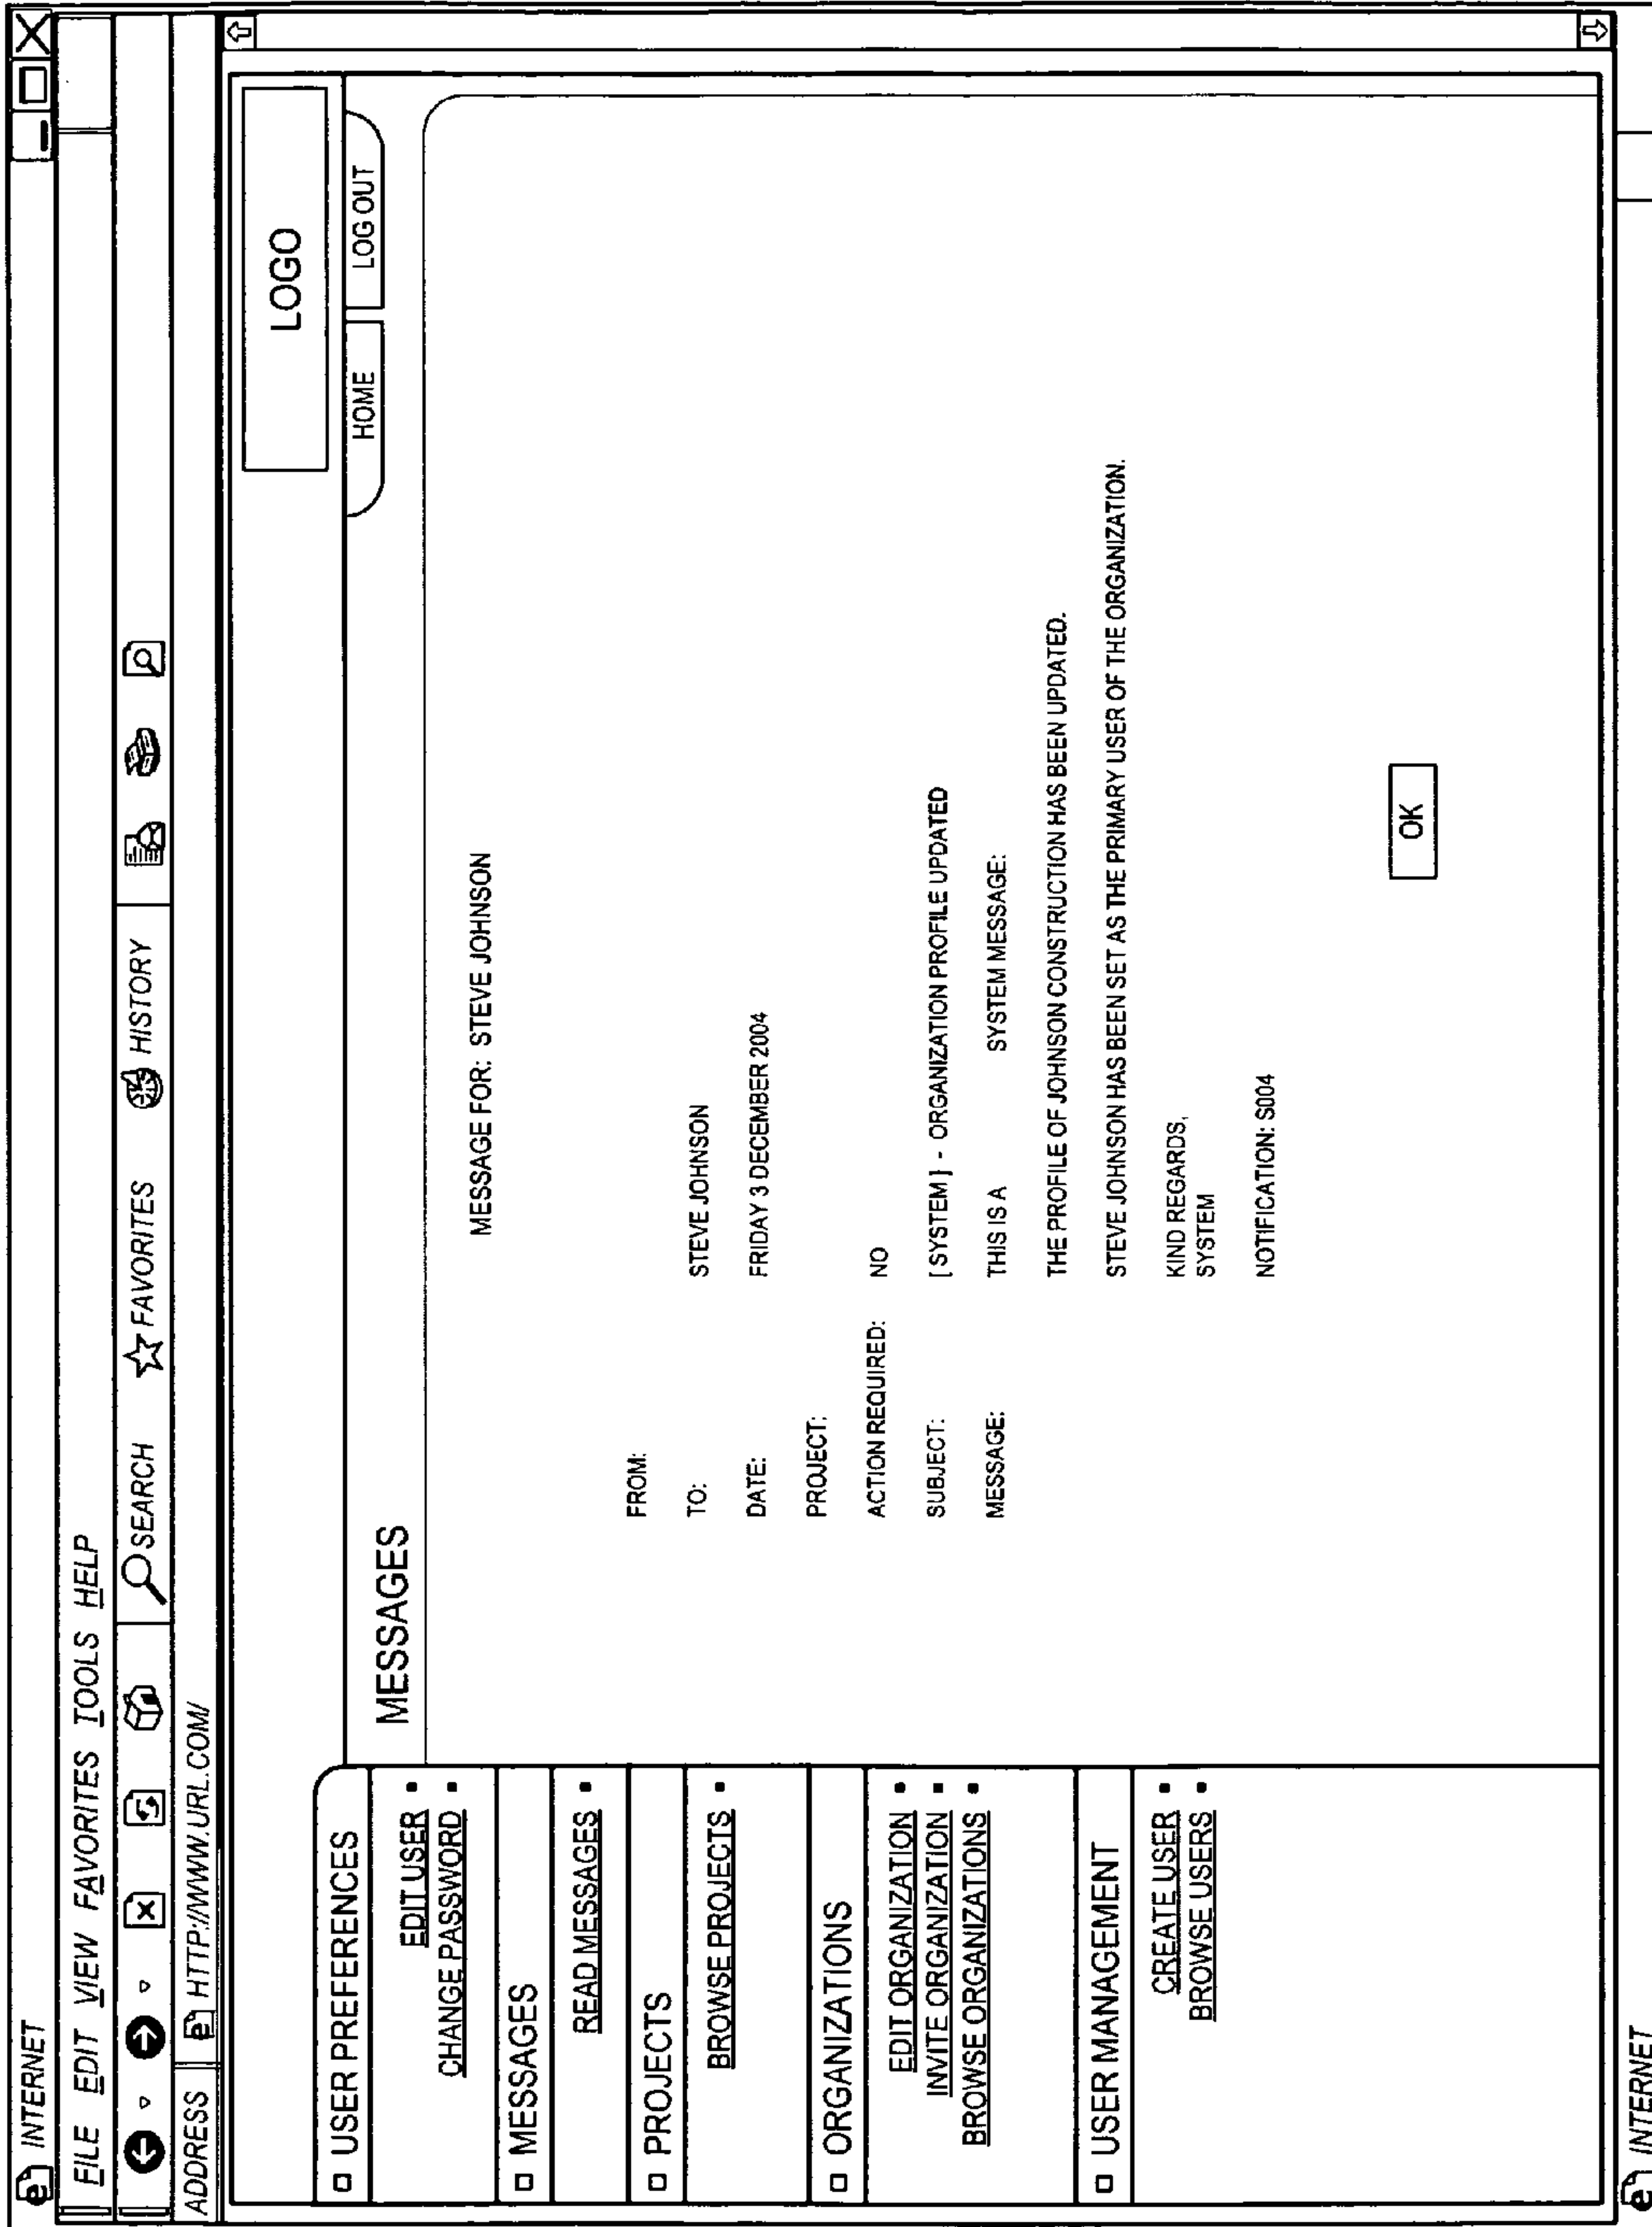 INTERNET
FILE EDIT VIEW FAVORITES TOOLS HELP
SEARCH FAVORITES HISTORY
ADDRESS HTTP://WWW.URL.COM/
LOGO
HOME LOG OUT
USER PREFERENCES
EDIT USER
CHANGE PASSWORD
MESSAGES
READ MESSAGES
PROJECTS
BROWSE PROJECTS
ORGANIZATIONS
EDIT ORGANIZATION
INVITE ORGANIZATION
BROWSE ORGANIZATIONS
USER MANAGEMENT
CREATE USER
BROWSE USERS
MESSAGES
MESSAGE FOR: STEVE JOHNSON
FROM:
TO: STEVE JOHNSON
DATE: FRIDAY 3 DECEMBER 2004
PROJECT:
ACTION REQUIRED: NO
SUBJECT: [SYSTEM] - ORGANIZATION PROFILE UPDATED
MESSAGE: THIS IS A SYSTEM MESSAGE:
THE PROFILE OF JOHNSON CONSTRUCTION HAS BEEN UPDATED.
STEVE JOHNSON HAS BEEN SET AS THE PRIMARY USER OF THE ORGANIZATION.
KIND REGARDS,
SYSTEM
NOTIFICATION: S004
OK
INTERNET